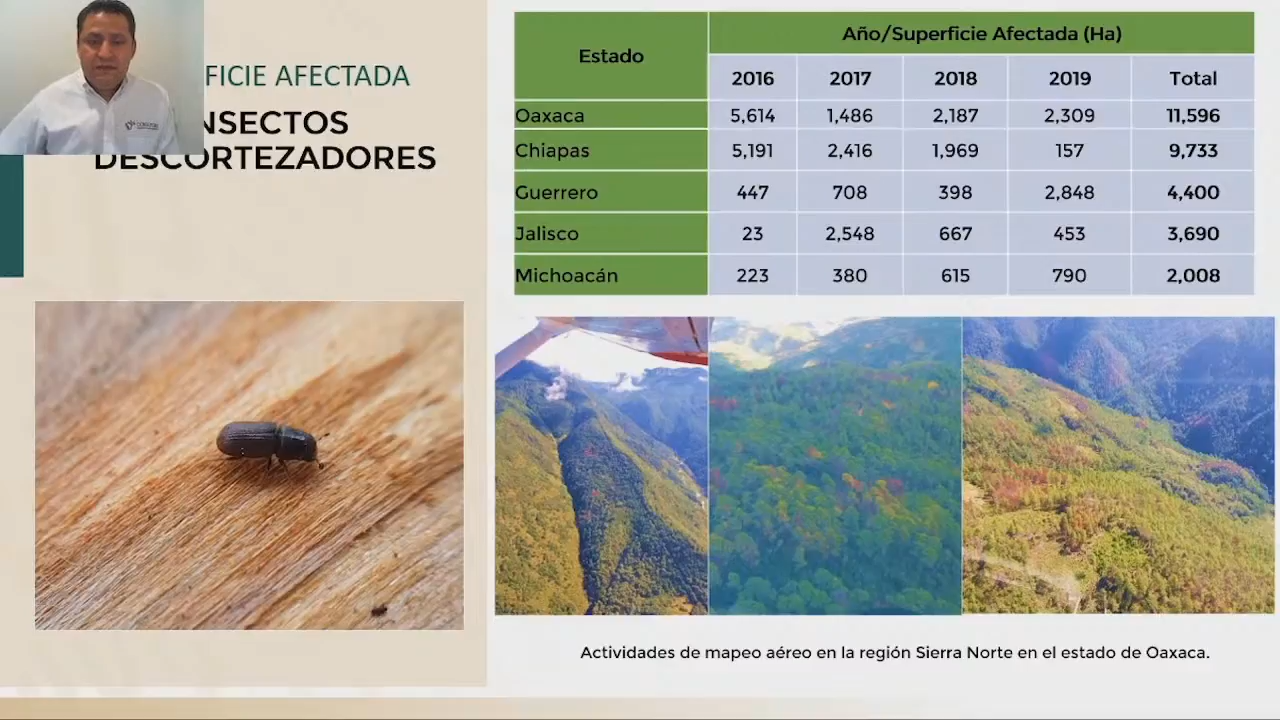 FICIE AFECTADA
NSECTOS
DESCORTEZADORES
Estado
Año/Superficie Afectada (Ha)
2016 2017 2018 2019 Total
Oaxaca 5,614 1,486 2,187 2,309 11,596
Chiapas 5,191 2,416 1,969 157 9,733
Guerrero 447 708 398 2,848 4,400
Jalisco 23 2,548 667 453 3,690
Michoacán 223 380 615 790 2,008
Actividades de mapeo aéreo en la región Sierra Norte en el estado de Oaxaca.